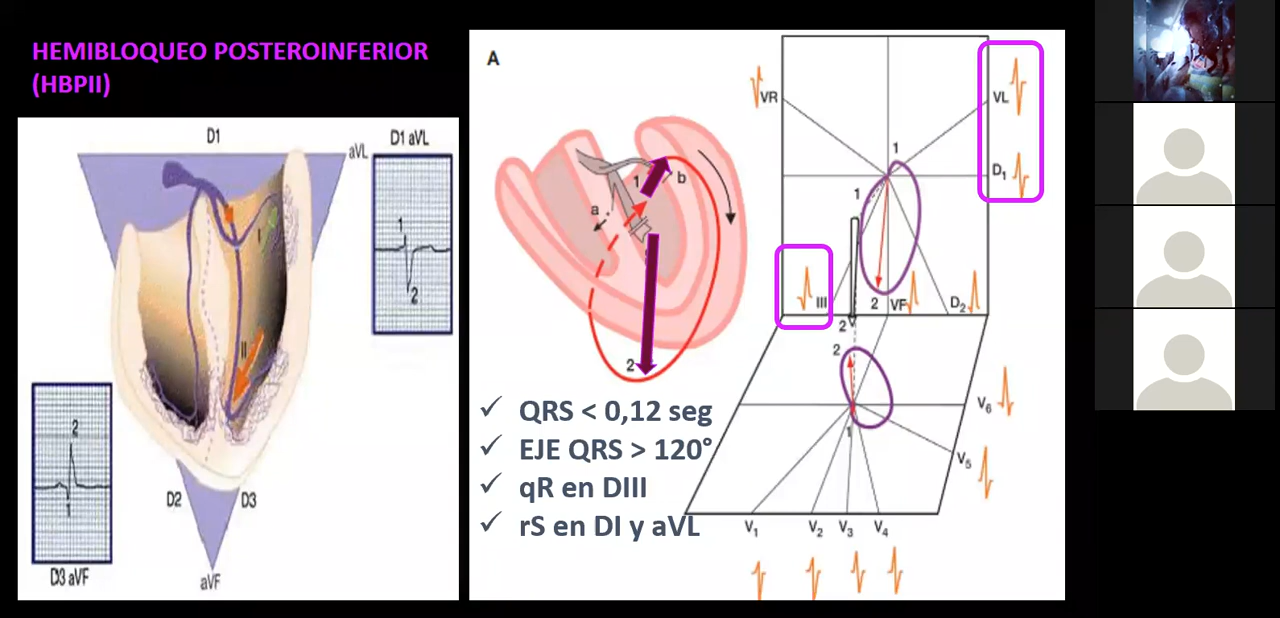 HEMIBLOQUEO POSTEROINFERIOR
(HBPII)
D1
aVL
D1 aVL
1
2
I
II
2
1
D3 aVF
D2
D3
aVF
A
1
b
a
2
VR
VL
D1
1
1
III
2
VF
D2
2
2
1
V6
V5
V1
V2
V3
V4
✓ QRS < 0,12 seg
✓ EJE QRS > 120°
✓ qR en DIII
✓ rS en DI y aVL